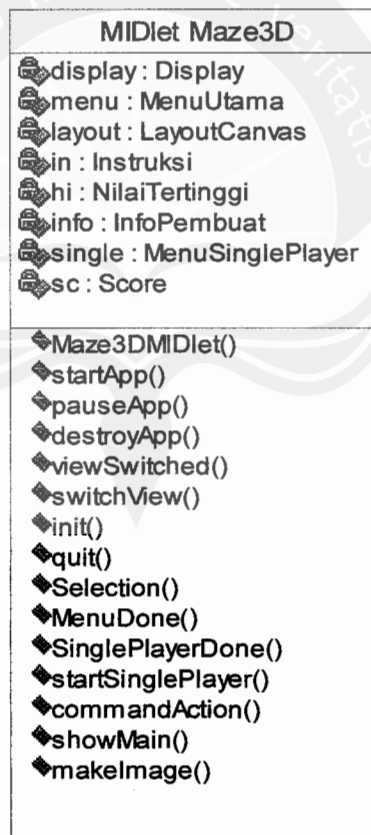 MIDlet Maze3D
display : Display
menu : MenuUtama
layout : LayoutCanvas
in : Instruksi
hi : NilaiTertinggi
info : InfoPembuat
single : MenuSinglePlayer
sc : Score
Maze3DMIDlet()
startApp()
pauseApp()
destroyApp()
viewSwitched()
switchView()
init()
quit()
Selection()
MenuDone()
SinglePlayerDone()
startSinglePlayer()
commandAction()
showMain()
makeImage()
veritatis